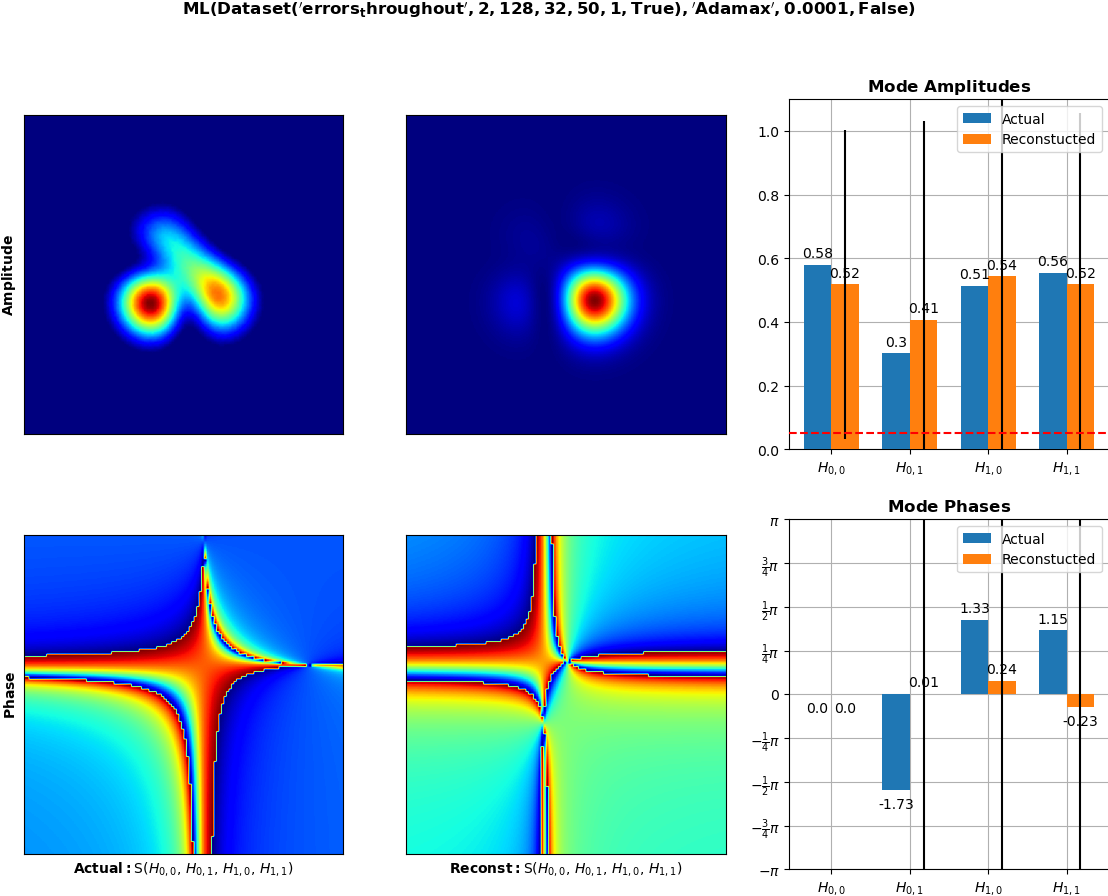 ML(Dataset('errors_throughout', 2, 128, 32, 50, 1, True), 'Adamax', 0.0001, False)
Amplitude
Mode Amplitudes
Actual
Reconstucted
1.0
0.8
0.6
0.4
0.2
0.0
0.58
0.52
0.3
0.41
0.51
0.54
0.56
0.52
H0,0
H0,1
H1,0
H1,1
Phase
Actual: S(H0,0, H0,1, H1,0, H1,1)
Reconst: S(H0,0, H0,1, H1,0, H1,1)
Mode Phases
Actual
Reconstucted
π
3/4π
1/2π
1/4π
0
−1/4π
−1/2π
−3/4π
−π
0.0
0.0
-1.73
0.01
1.33
0.24
1.15
-0.23
H0,0
H0,1
H1,0
H1,1